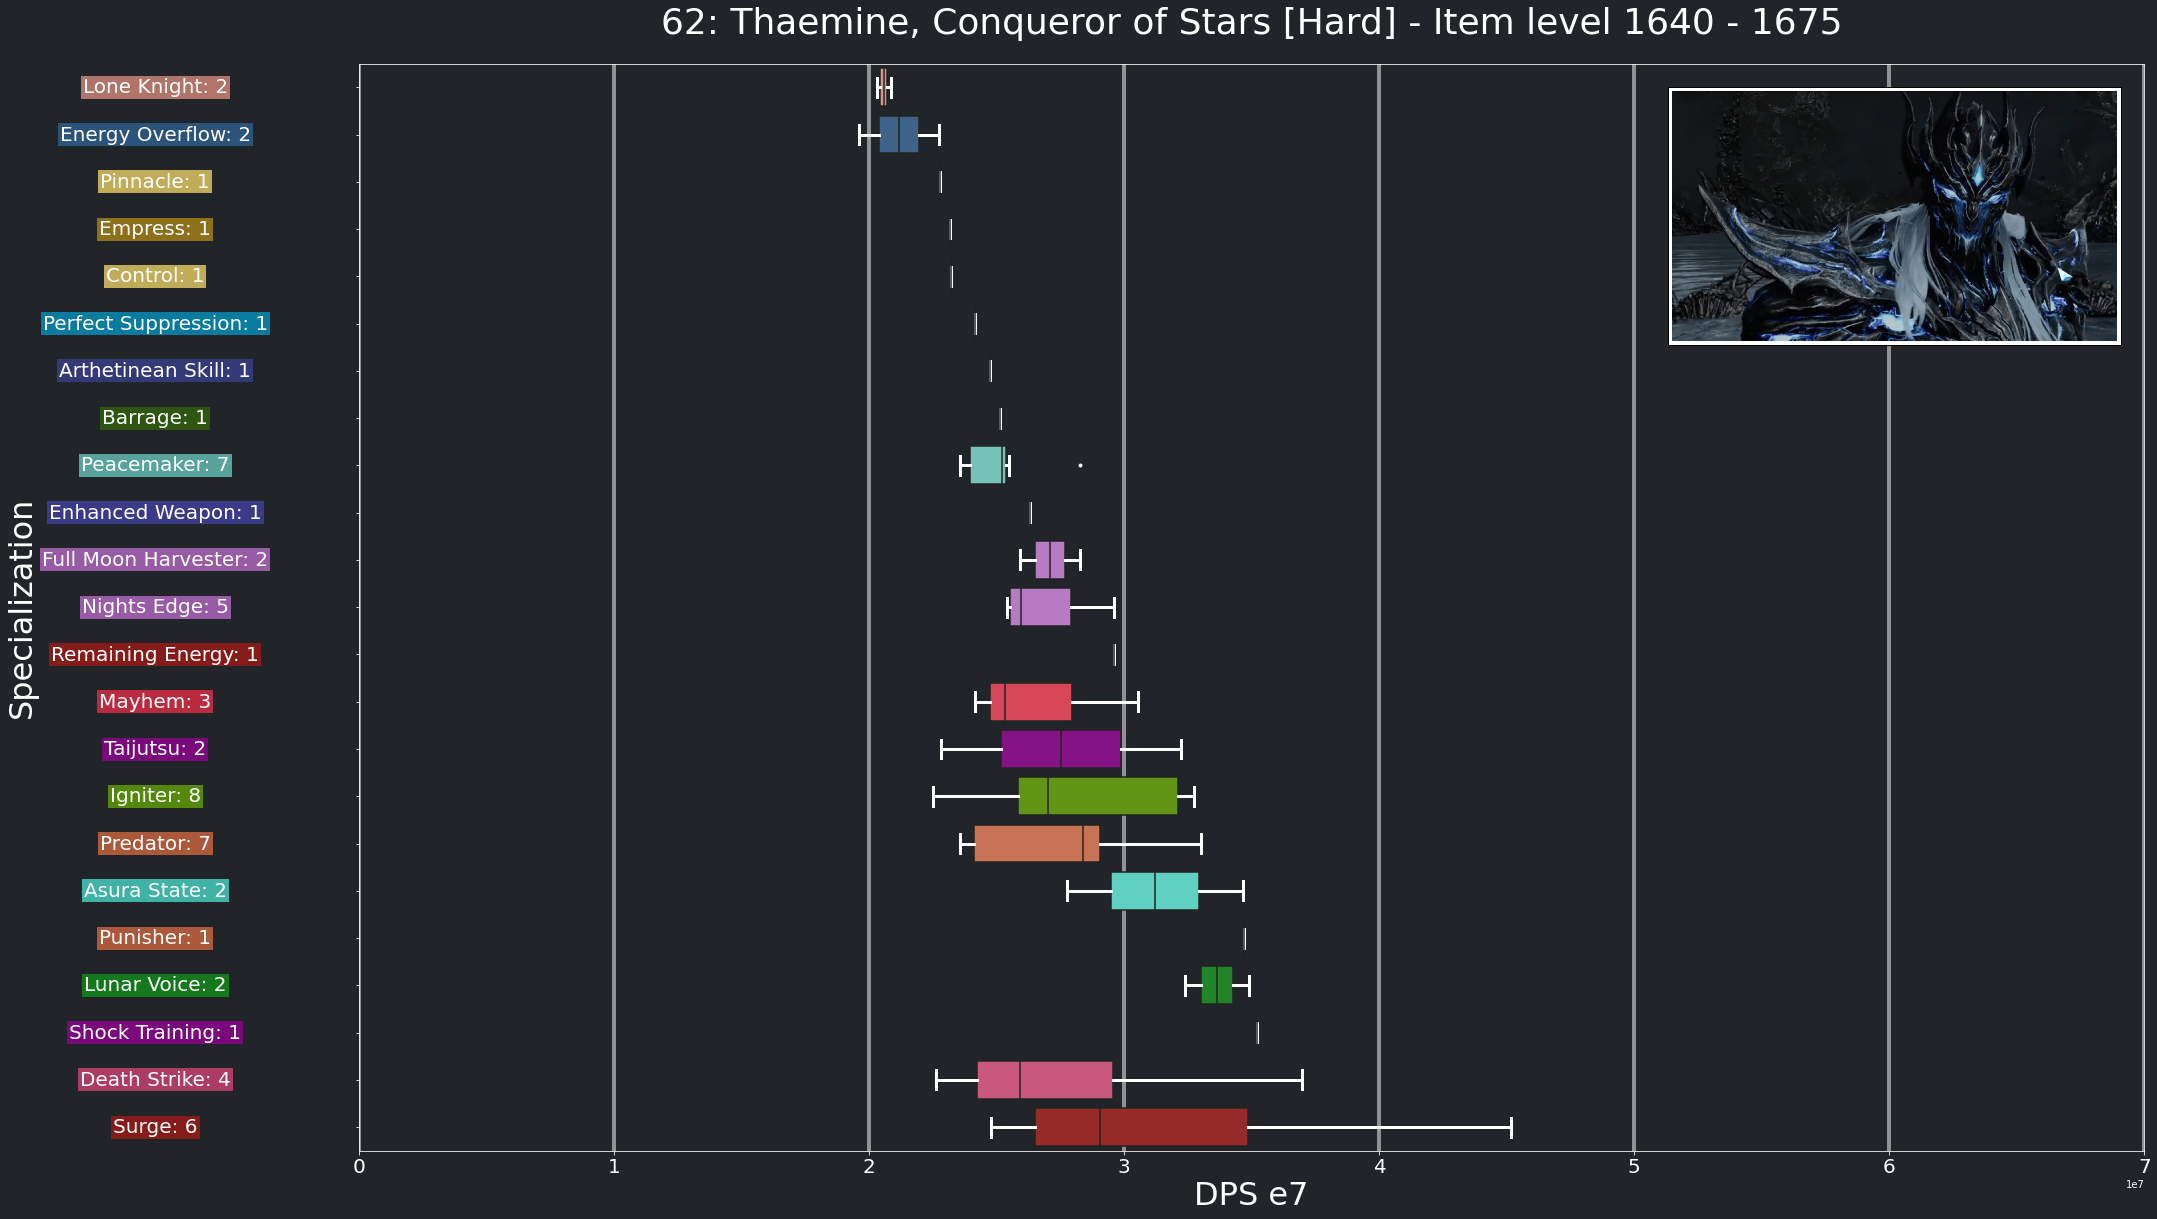 62: Thaemine, Conqueror of Stars [Hard] - Item level 1640 - 1675
Specialization
Lone Knight: 2
Energy Overflow: 2
Pinnacle: 1
Empress: 1
Control: 1
Perfect Suppression: 1
Arthetinean Skill: 1
Barrage: 1
Peacemaker: 7
Enhanced Weapon: 1
Full Moon Harvester: 2
Nights Edge: 5
Remaining Energy: 1
Mayhem: 3
Taijutsu: 2
Igniter: 8
Predator: 7
Asura State: 2
Punisher: 1
Lunar Voice: 2
Shock Training: 1
Death Strike: 4
Surge: 6
0 1 2 3 4 5 6 7
1e7
DPS e7